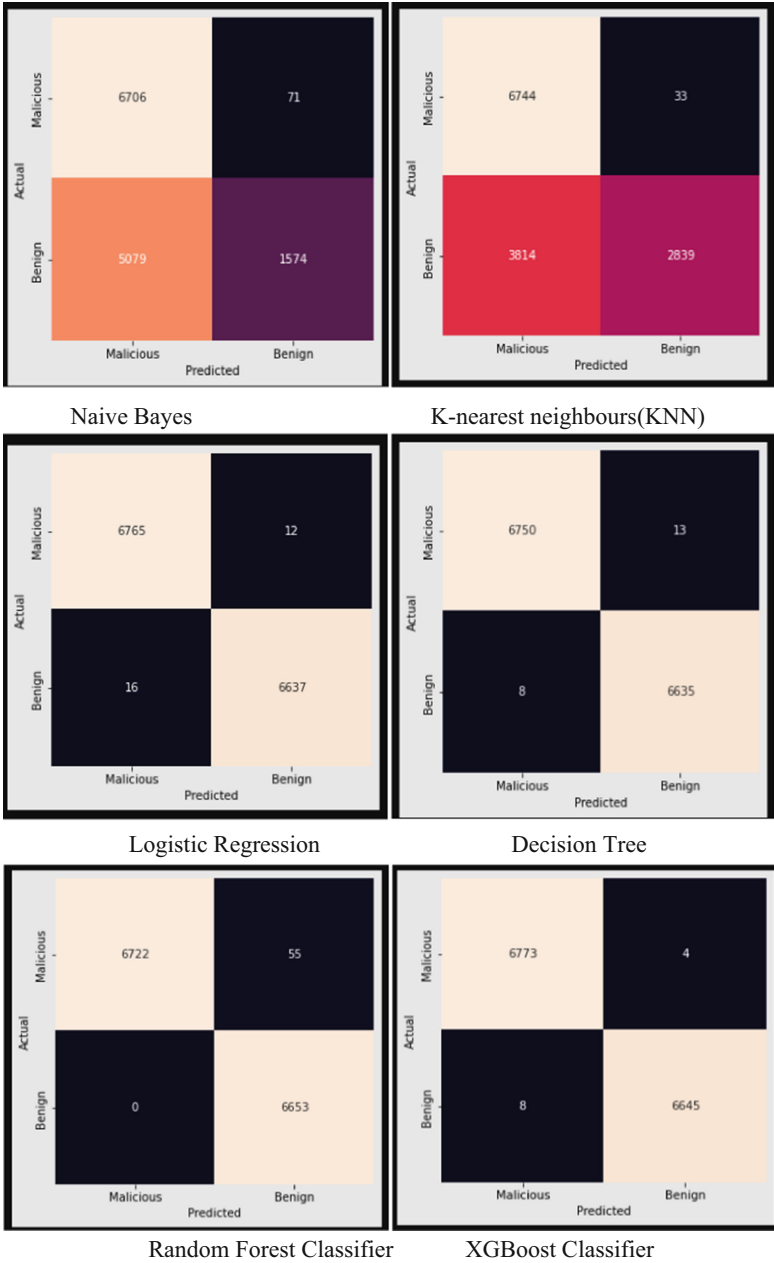 Malicious
Benign
Actual
6706 71
5079 1574
Malicious Benign
Predicted
Naive Bayes
Malicious
Benign
Actual
6744 33
3814 2839
Malicious Benign
Predicted
K-nearest neighbours(KNN)
Malicious
Benign
Actual
6765 12
16 6637
Malicious Benign
Predicted
Logistic Regression
Malicious
Benign
Actual
6750 13
8 6635
Malicious Benign
Predicted
Decision Tree
Malicious
Benign
Actual
6722 55
0 6653
Malicious Benign
Predicted
Random Forest Classifier
Malicious
Benign
Actual
6773 4
8 6645
Malicious Benign
Predicted
XGBoost Classifier